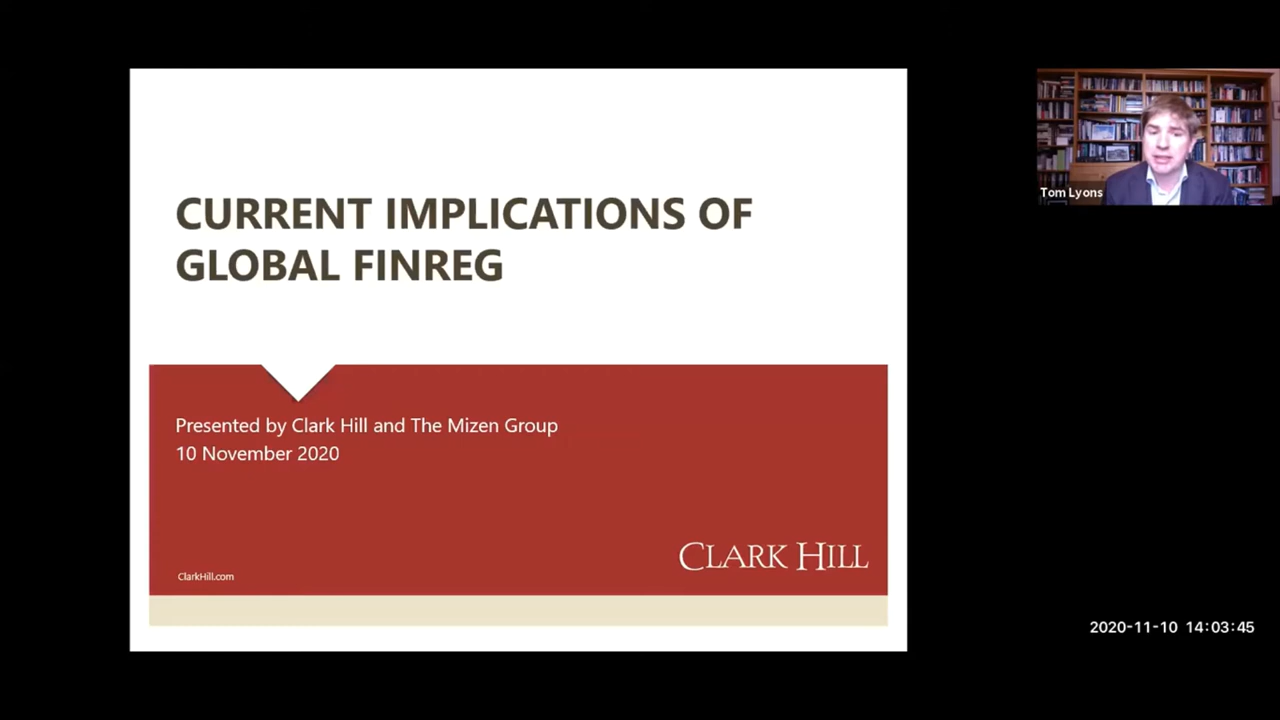 CURRENT IMPLICATIONS OF
GLOBAL FINREG
Presented by Clark Hill and The Mizen Group
10 November 2020
ClarkHill.com
CLARK HILL
Tom Lyons
2020-11-10 14:03:45